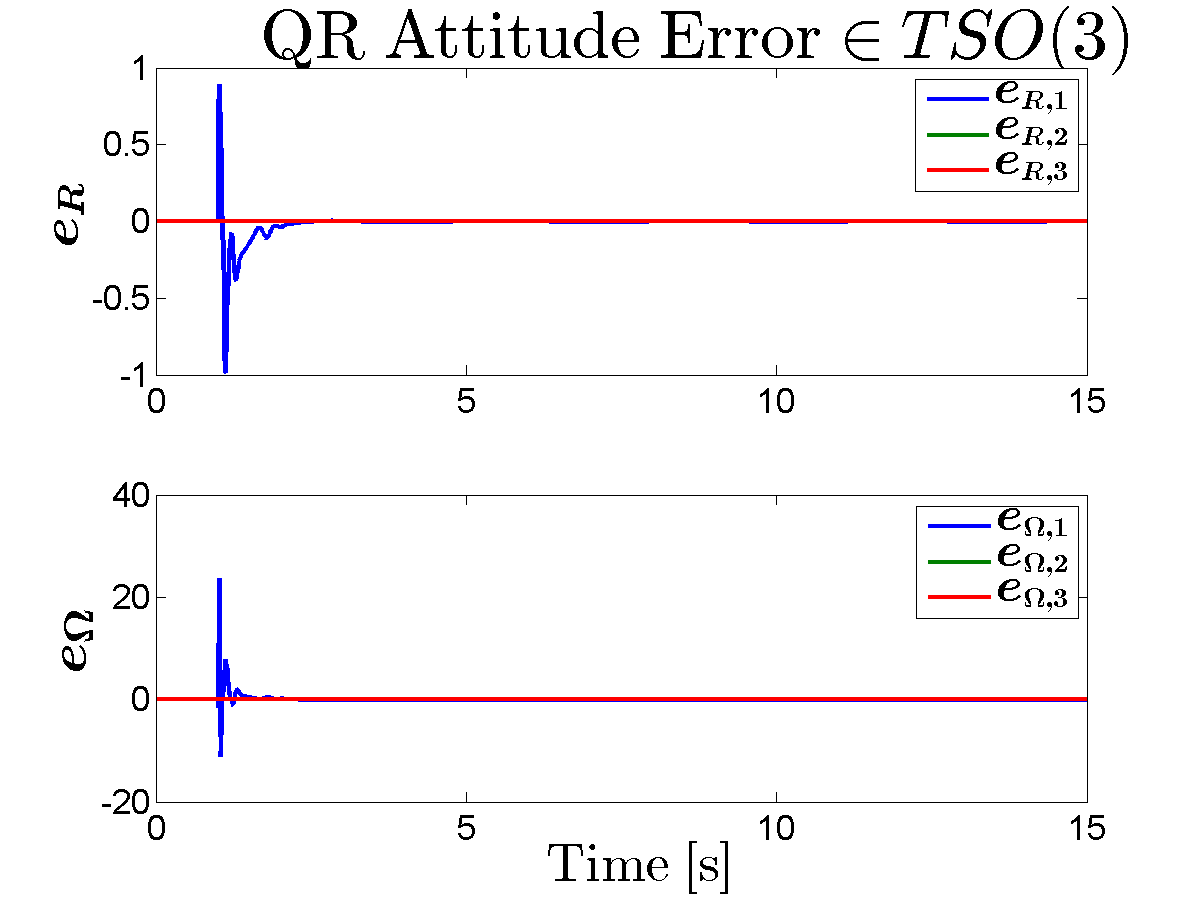 QR Attitude Error ∈ TSO(3)
1
0.5
0
-0.5
-1
e_R
e_{R,1}
e_{R,2}
e_{R,3}
0 5 10 15
40
20
0
-20
e_Ω
e_{Ω,1}
e_{Ω,2}
e_{Ω,3}
0 5 10 15
Time [s]